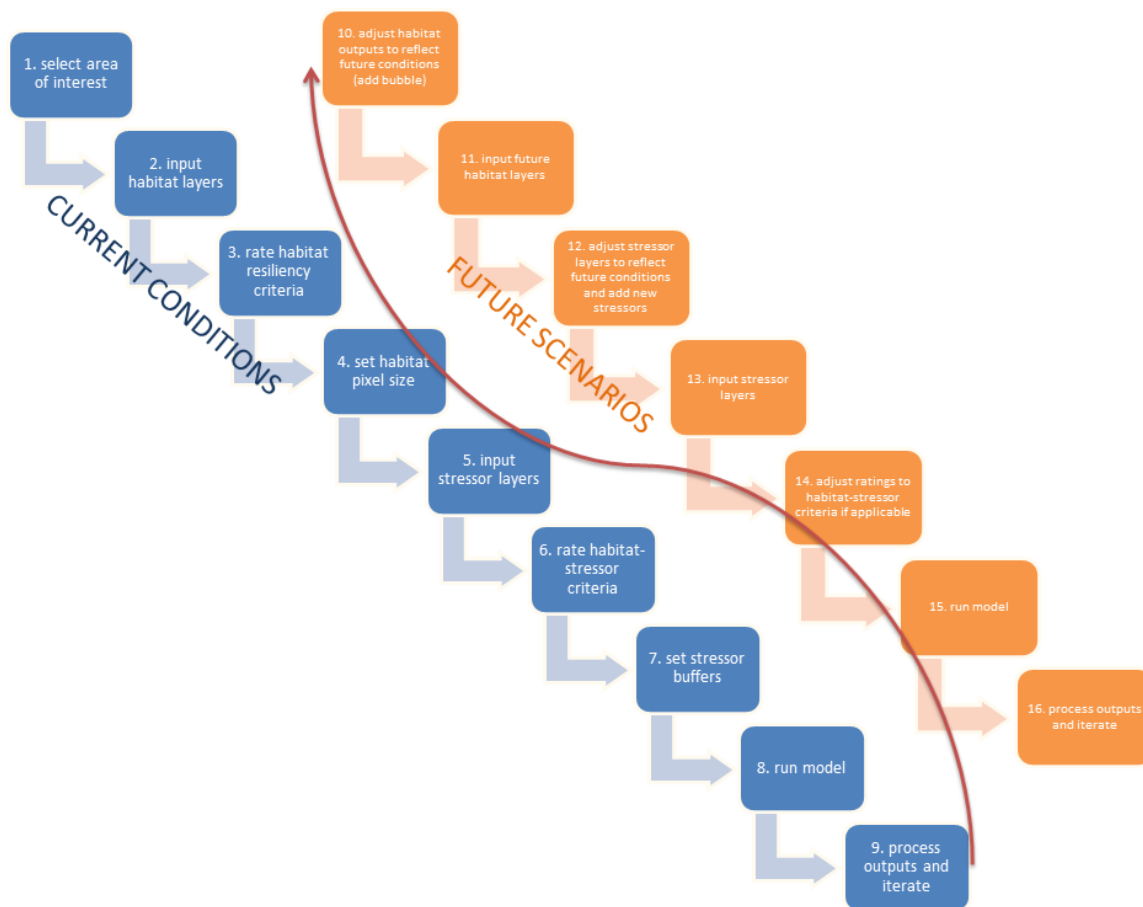 1. select area
of interest
2. input
habitat layers
3. rate habitat
resiliency
criteria
4. set habitat
pixel size
5. input
stressor layers
6. rate habitat-
stressor
criteria
7. set stressor
buffers
8. run model
9. process
outputs and
iterate
CURRENT CONDITIONS
10. adjust habitat
outputs to reflect
future conditions
(add bubble)
11. input future
habitat layers
12. adjust stressor
layers to reflect
future conditions
and add new
stressors
13. input stressor
layers
14. adjust ratings to
habitat-stressor
criteria if applicable
15. run model
16. process outputs
and iterate
FUTURE SCENARIOS